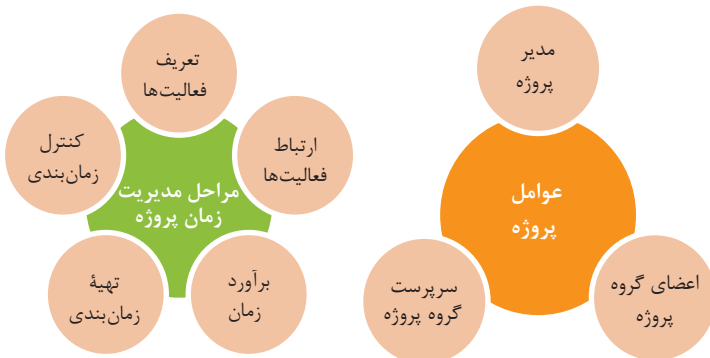 مدیر
پروژه
عوامل
پروژه
اعضای گروه
پروژه
سرپرست
گروه پروژه
تعریف
فعالیت‌ها
ارتباط
فعالیت‌ها
برآورد
زمان
تهیهٔ
زمان‌بندی
کنترل
زمان‌بندی
مراحل مدیریت
زمان پروژه